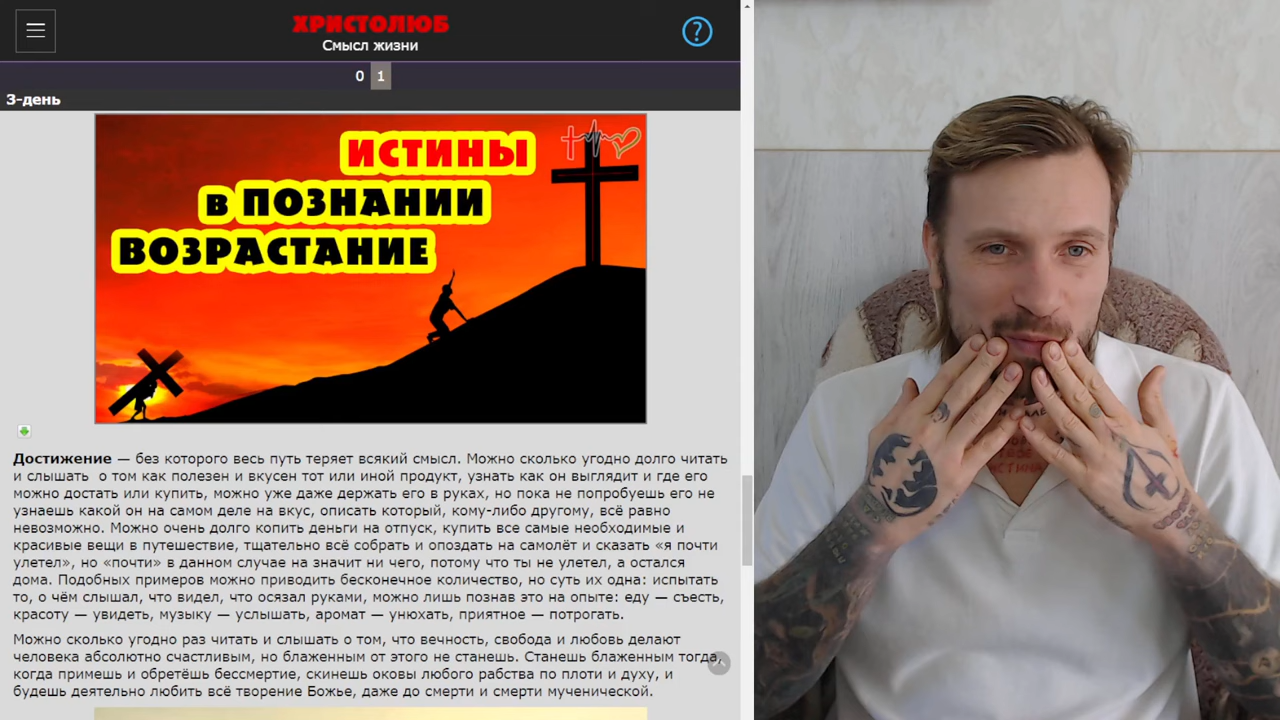 ХРИСТОЛЮБ
Смысл жизни
?
0 1
3-день
ИСТИНЫ
в ПОЗНАНИИ
ВОЗРАСТАНИЕ
Достижение — без которого весь путь теряет всякий смысл. Можно сколько угодно долго читать
и слышать о том как полезен и вкусен тот или иной продукт, узнать как он выглядит и где его
можно достать или купить, можно уже даже держать его в руках, но пока не попробуешь его не
узнаешь какой он на самом деле на вкус, описать который, кому-либо другому, всё равно
невозможно. Можно очень долго копить деньги на отпуск, купить все самые необходимые и
красивые вещи в путешествие, тщательно всё собрать и опоздать на самолёт и сказать «я почти
улетел», но «почти» в данном случае на значит ни чего, потому что ты не улетел, а остался
дома. Подобных примеров можно приводить бесконечное количество, но суть их одна: испытать
то, о чём слышал, что видел, что осязал руками, можно лишь познав это на опыте: еду — съесть,
красоту — увидеть, музыку — услышать, аромат — унюхать, приятное — потрогать.
Можно сколько угодно раз читать и слышать о том, что вечность, свобода и любовь делают
человека абсолютно счастливым, но блаженным от этого не станешь. Станешь блаженным тогда,
когда примешь и обретёшь бессмертие, скинешь оковы любого рабства по плоти и духу, и
будешь деятельно любить всё творение Божье, даже до смерти и смерти мученической.
ТЕБЕ
ИСТИНА